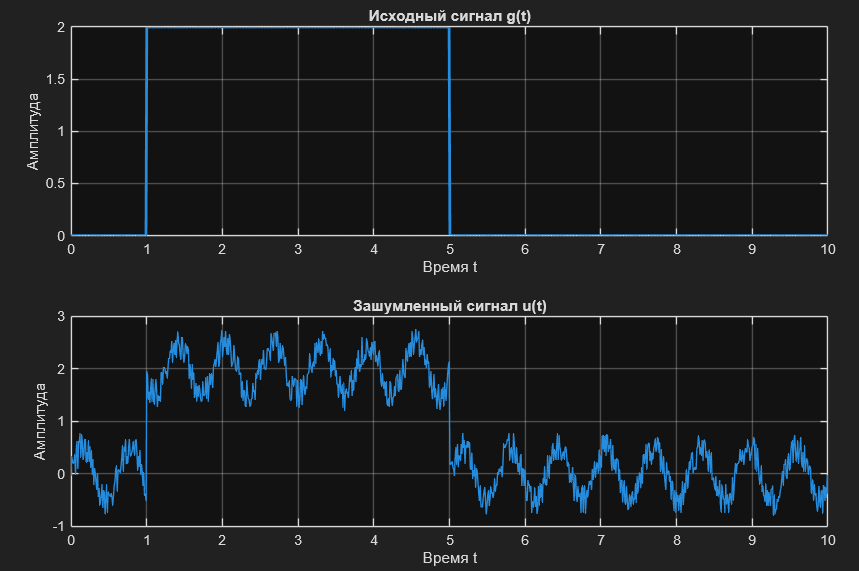 Исходный сигнал g(t)
2
1.5
1
0.5
0
Амплитуда
0 1 2 3 4 5 6 7 8 9 10
Время t
Зашумленный сигнал u(t)
3
2
1
0
-1
Амплитуда
0 1 2 3 4 5 6 7 8 9 10
Время t